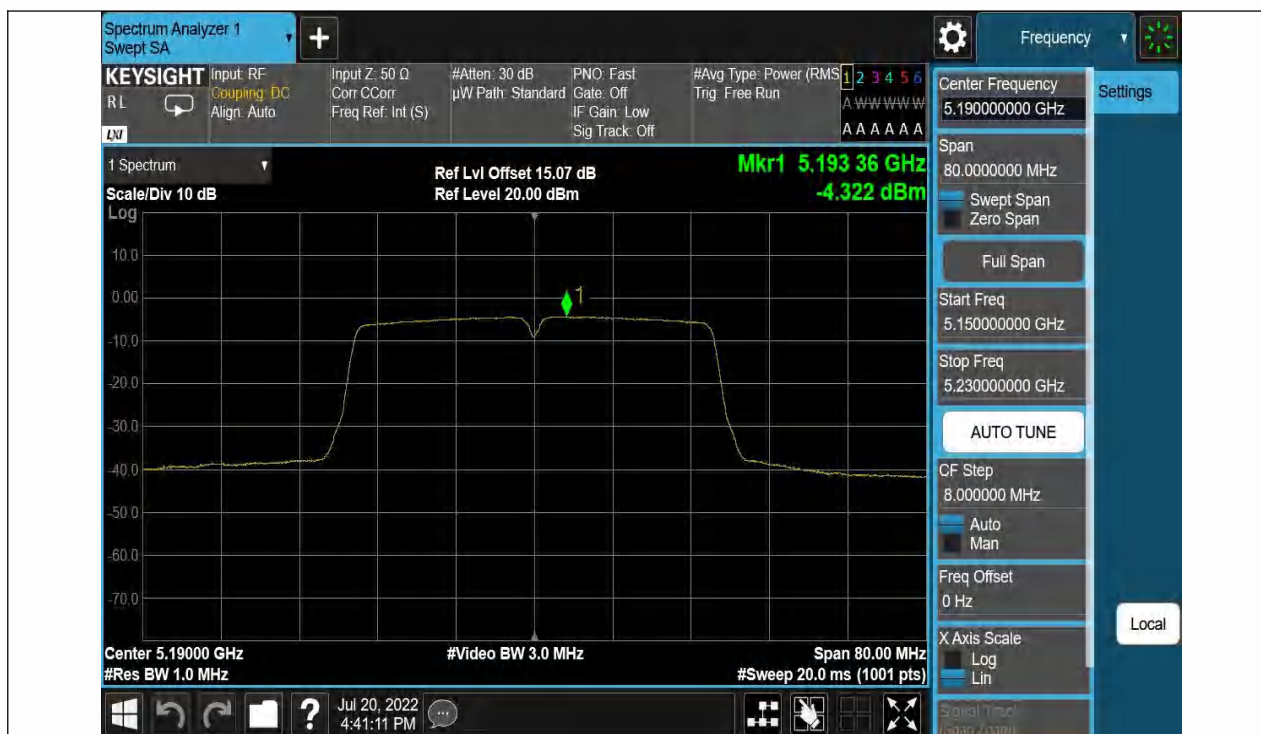 Spectrum Analyzer 1
Swept SA
+
Frequency
KEYSIGHT
R L
LXI
Input: RF
Coupling: DC
Align: Auto
Input Z: 50 Ω
Corr CCorr
Freq Ref: Int (S)
#Atten: 30 dB
µW Path: Standard
PNO: Fast
Gate: Off
IF Gain: Low
Sig Track: Off
#Avg Type: Power (RMS
Trig: Free Run
1 2 3 4 5 6
A W W W W W
A A A A A A
1 Spectrum
Scale/Div 10 dB
Ref Lvl Offset 15.07 dB
Ref Level 20.00 dBm
Mkr1 5.193 36 GHz
-4.322 dBm
Log
10.0
0.00
-10.0
-20.0
-30.0
-40.0
-50.0
-60.0
-70.0
1
Center 5.19000 GHz
#Res BW 1.0 MHz
#Video BW 3.0 MHz
Span 80.00 MHz
#Sweep 20.0 ms (1001 pts)
Center Frequency
5.190000000 GHz
Settings
Span
80.0000000 MHz
Swept Span
Zero Span
Full Span
Start Freq
5.150000000 GHz
Stop Freq
5.230000000 GHz
AUTO TUNE
CF Step
8.000000 MHz
Auto
Man
Freq Offset
0 Hz
X Axis Scale
Log
Lin
Local
?
Jul 20, 2022
4:41:11 PM